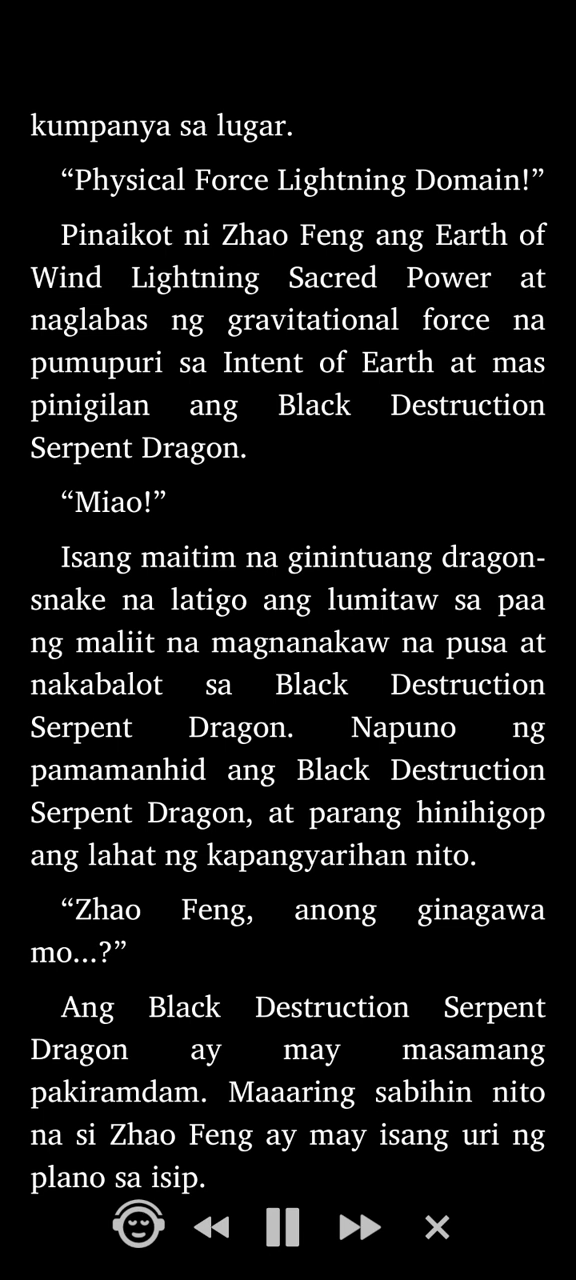 kumpanya sa lugar.
“Physical Force Lightning Domain!”
Pinaikot ni Zhao Feng ang Earth of
Wind Lightning Sacred Power at
naglabas ng gravitational force na
pumupuri sa Intent of Earth at mas
pinigilan ang Black Destruction
Serpent Dragon.
“Miao!”
Isang maitim na ginintuang dragon-
snake na latigo ang lumitaw sa paa
ng maliit na magnanakaw na pusa at
nakabalot sa Black Destruction
Serpent Dragon. Napuno ng
pamamanhid ang Black Destruction
Serpent Dragon, at parang hinihigop
ang lahat ng kapangyarihan nito.
“Zhao Feng, anong ginagawa
mo...?”
Ang Black Destruction Serpent
Dragon ay may masamang
pakiramdam. Maaaring sabihin nito
na si Zhao Feng ay may isang uri ng
plano sa isip.